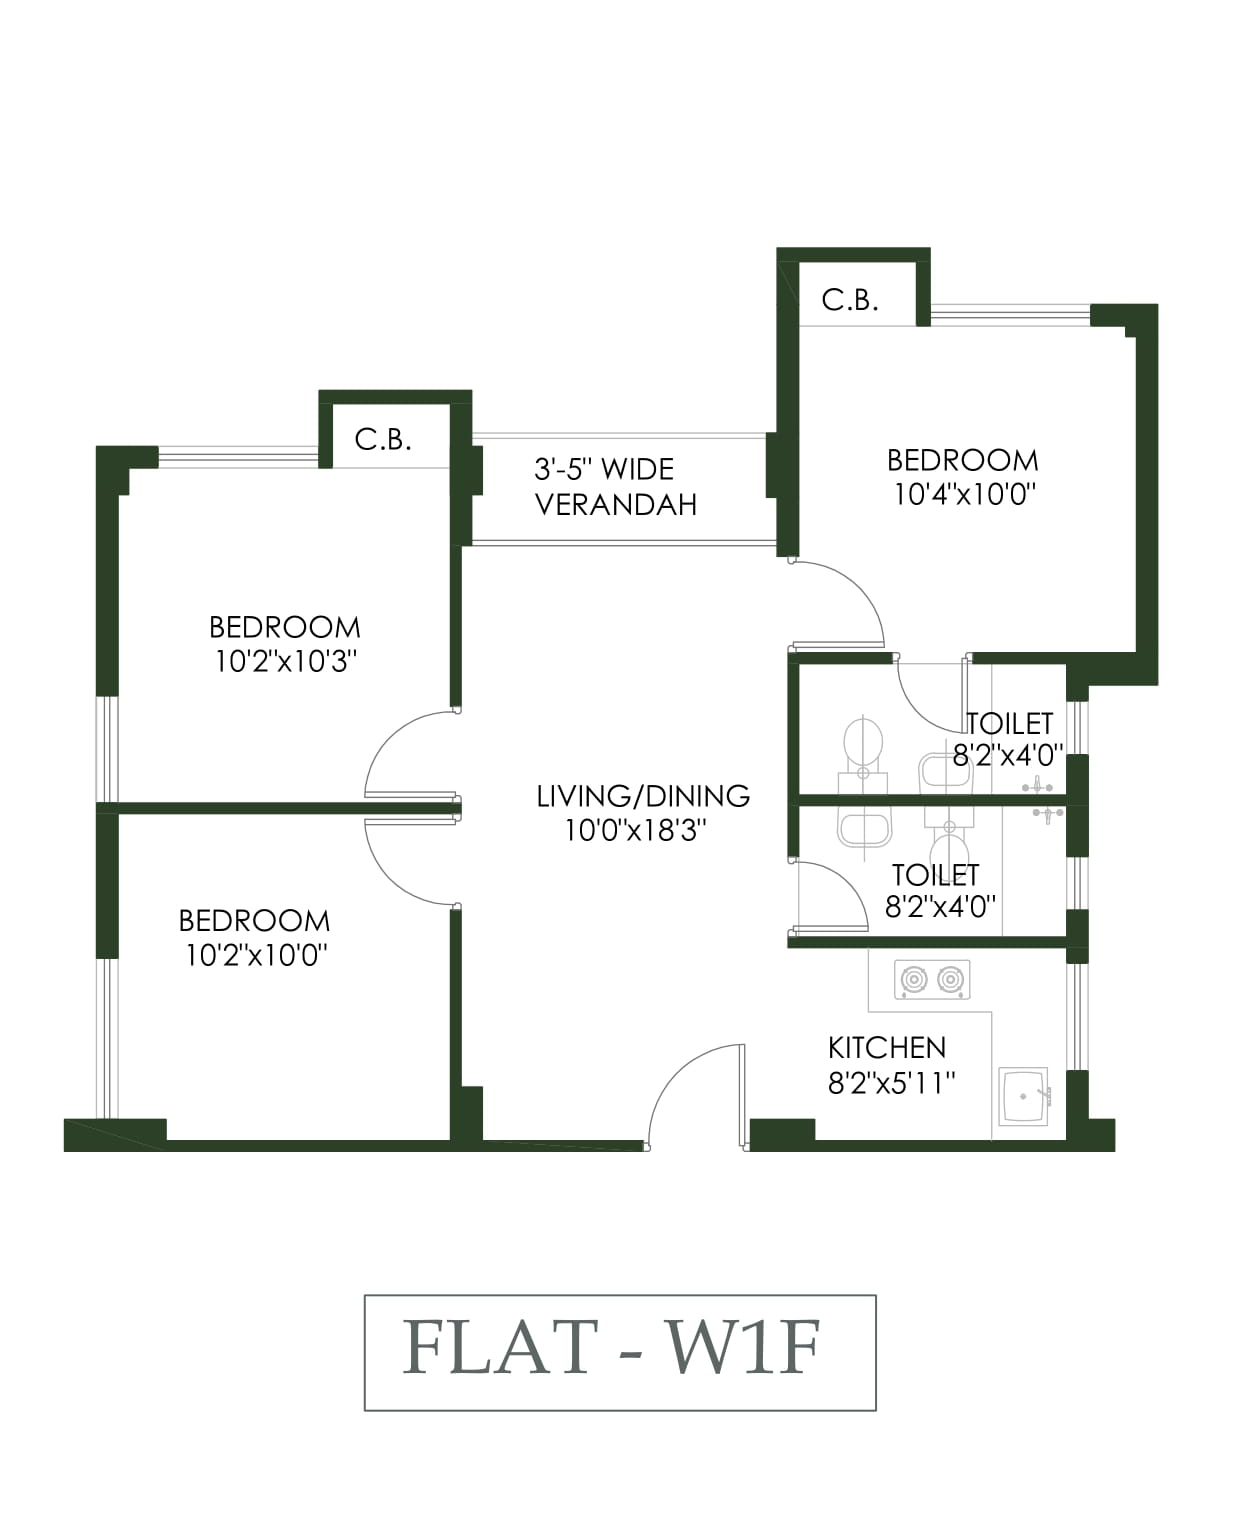 C.B.
C.B.
3'-5" WIDE
VERANDAH
BEDROOM
10'4"x10'0"
BEDROOM
10'2"x10'3"
TOILET
8'2"x4'0"
LIVING/DINING
10'0"x18'3"
TOILET
8'2"x4'0"
BEDROOM
10'2"x10'0"
KITCHEN
8'2"x5'11"
FLAT - W1F